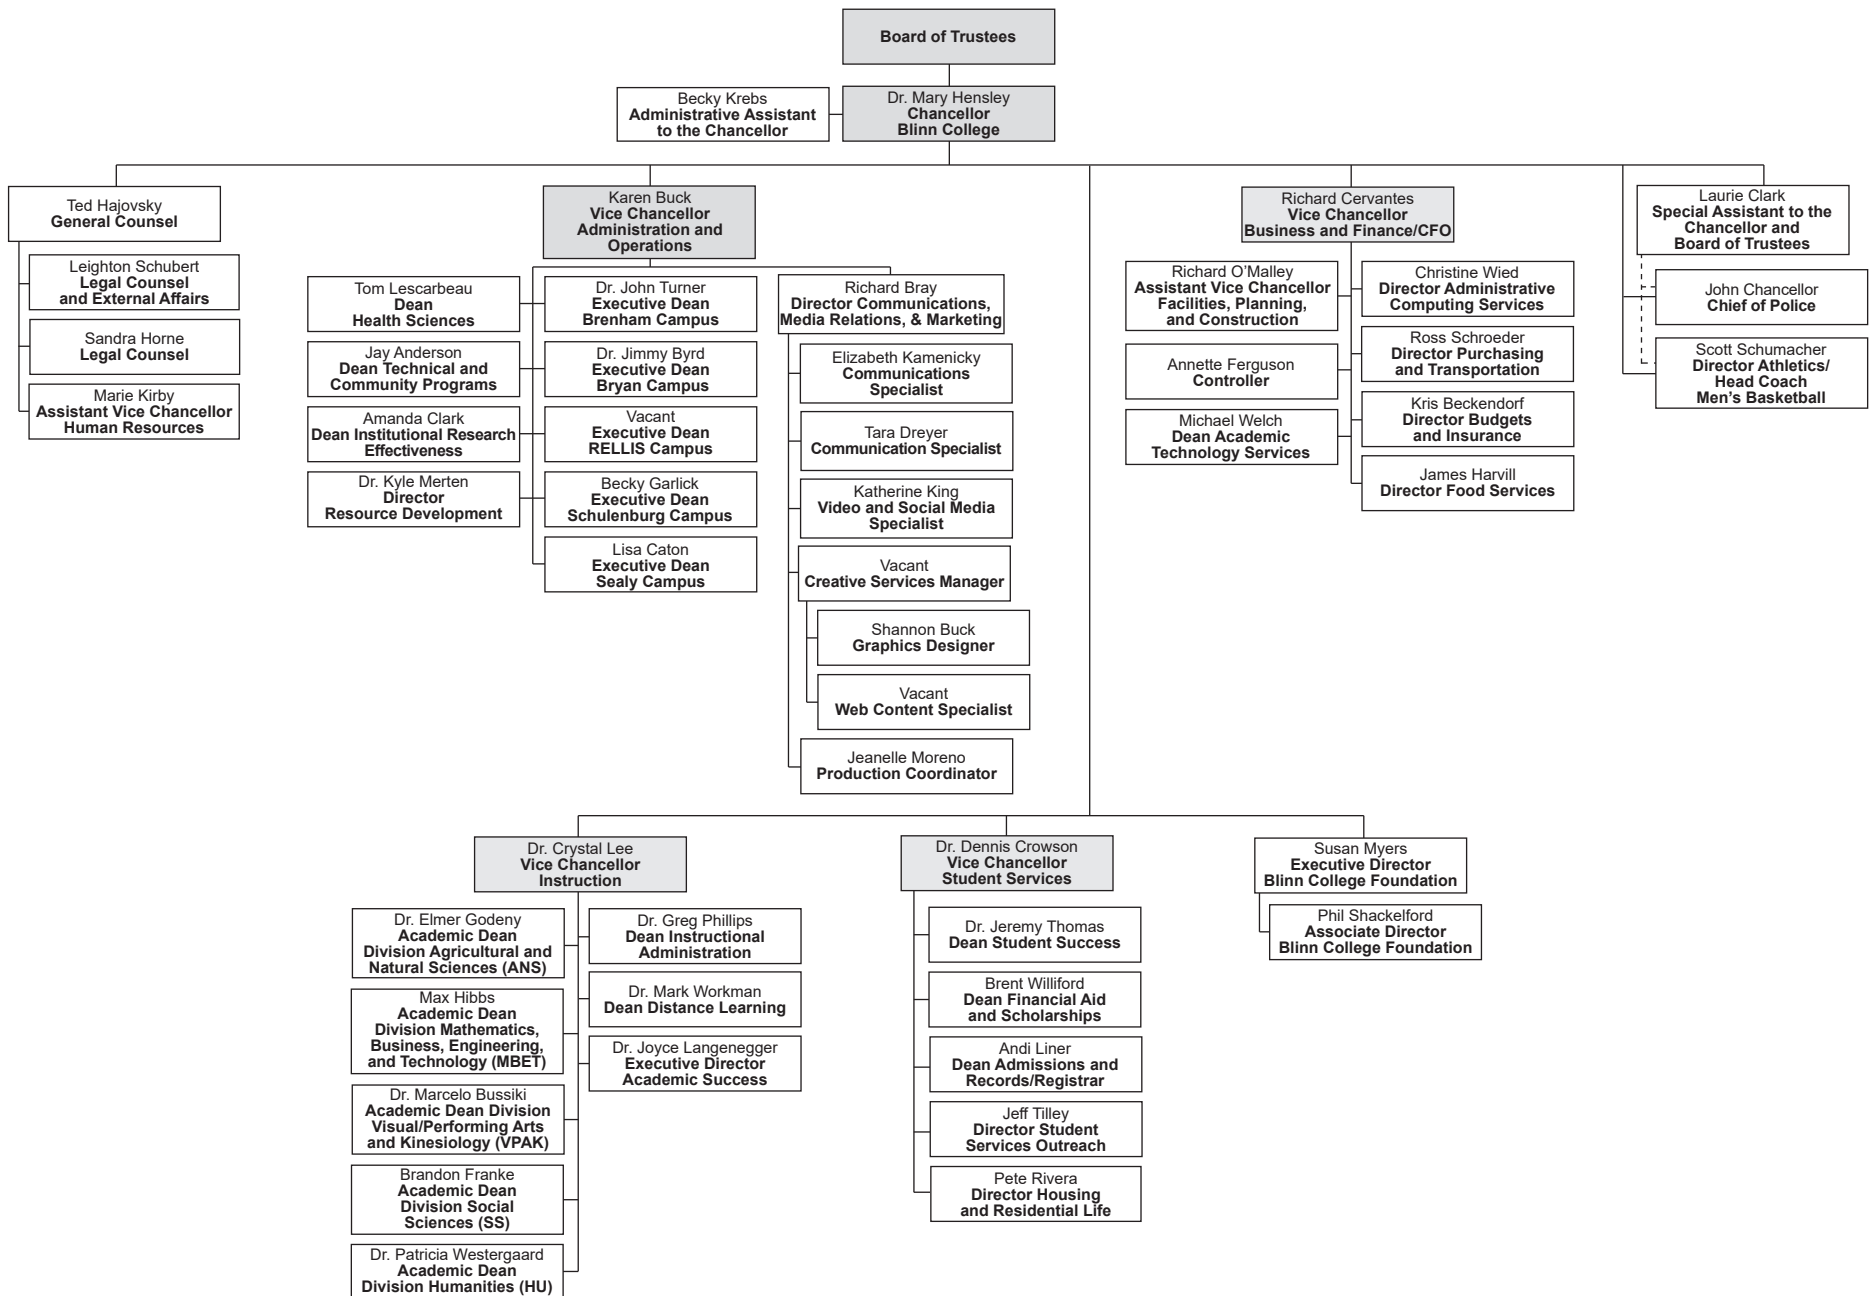 Board of Trustees
Becky Krebs
Administrative Assistant
to the Chancellor
Dr. Mary Hensley
Chancellor
Blinn College
Ted Hajovsky
General Counsel
Leighton Schubert
Legal Counsel
and External Affairs
Sandra Horne
Legal Counsel
Marie Kirby
Assistant Vice Chancellor
Human Resources
Karen Buck
Vice Chancellor
Administration and
Operations
Tom Lescarbeau
Dean
Health Sciences
Jay Anderson
Dean Technical and
Community Programs
Amanda Clark
Dean Institutional Research
Effectiveness
Dr. Kyle Merten
Director
Resource Development
Dr. John Turner
Executive Dean
Brenham Campus
Dr. Jimmy Byrd
Executive Dean
Bryan Campus
Vacant
Executive Dean
RELLIS Campus
Becky Garlick
Executive Dean
Schulenburg Campus
Lisa Caton
Executive Dean
Sealy Campus
Richard Bray
Director Communications,
Media Relations, & Marketing
Elizabeth Kamenicky
Communications
Specialist
Tara Dreyer
Communication Specialist
Katherine King
Video and Social Media
Specialist
Vacant
Creative Services Manager
Shannon Buck
Graphics Designer
Vacant
Web Content Specialist
Jeanelle Moreno
Production Coordinator
Richard Cervantes
Vice Chancellor
Business and Finance/CFO
Richard O’Malley
Assistant Vice Chancellor
Facilities, Planning,
and Construction
Annette Ferguson
Controller
Michael Welch
Dean Academic
Technology Services
Christine Wied
Director Administrative
Computing Services
Ross Schroeder
Director Purchasing
and Transportation
Kris Beckendorf
Director Budgets
and Insurance
James Harvill
Director Food Services
Laurie Clark
Special Assistant to the
Chancellor and
Board of Trustees
John Chancellor
Chief of Police
Scott Schumacher
Director Athletics/
Head Coach
Men’s Basketball
Dr. Crystal Lee
Vice Chancellor
Instruction
Dr. Elmer Godeny
Academic Dean
Division Agricultural and
Natural Sciences (ANS)
Max Hibbs
Academic Dean
Division Mathematics,
Business, Engineering,
and Technology (MBET)
Dr. Marcelo Bussiki
Academic Dean Division
Visual/Performing Arts
and Kinesiology (VPAK)
Brandon Franke
Academic Dean
Division Social
Sciences (SS)
Dr. Patricia Westergaard
Academic Dean
Division Humanities (HU)
Dr. Greg Phillips
Dean Instructional
Administration
Dr. Mark Workman
Dean Distance Learning
Dr. Joyce Langenegger
Executive Director
Academic Success
Dr. Dennis Crowson
Vice Chancellor
Student Services
Dr. Jeremy Thomas
Dean Student Success
Brent Williford
Dean Financial Aid
and Scholarships
Andi Liner
Dean Admissions and
Records/Registrar
Jeff Tilley
Director Student
Services Outreach
Pete Rivera
Director Housing
and Residential Life
Susan Myers
Executive Director
Blinn College Foundation
Phil Shackelford
Associate Director
Blinn College Foundation